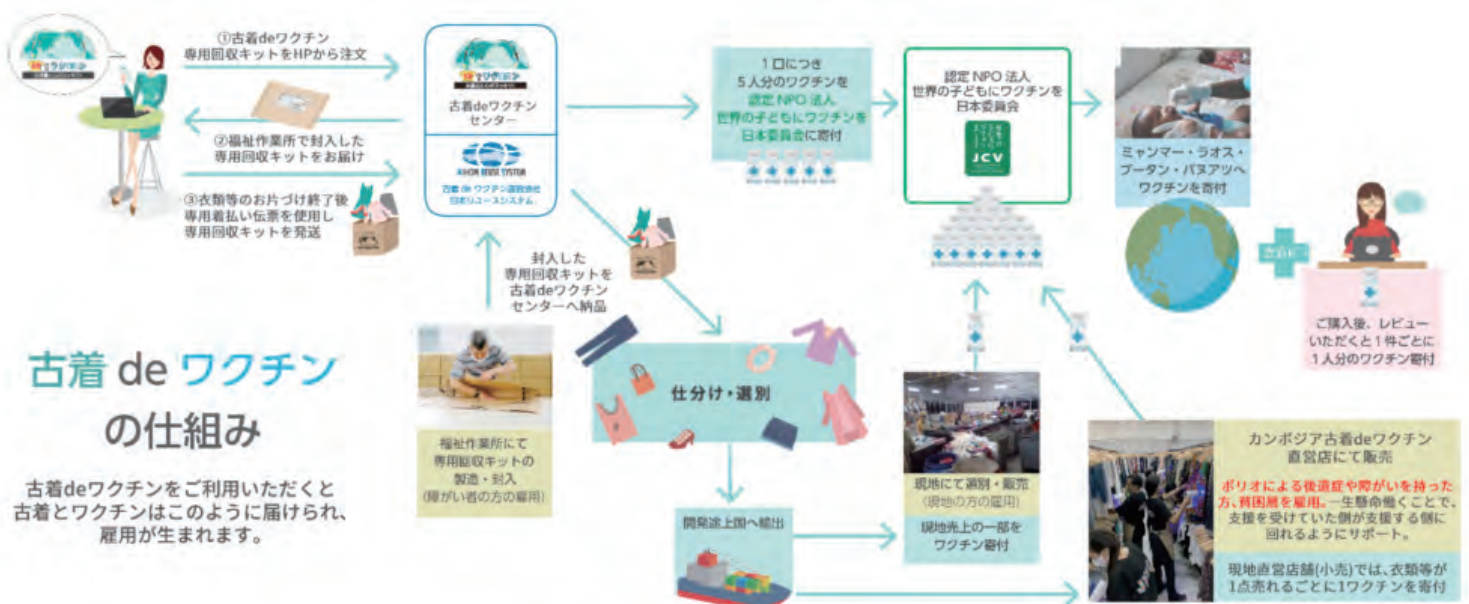 ①古着deワクチン
専用回収キットをHPから注文
②福祉作業所で封入した
専用回収キットをお届け
③衣類等のお片づけ終了後
専用着払い伝票を使用し
専用回収キットを発送
古着deワクチン
センター
古着 de ワクチン運営会社
日本リユースシステム
1口につき
5人分のワクチンを
認定 NPO 法人
世界の子どもにワクチンを
日本委員会に寄付
認定 NPO 法人
世界の子どもにワクチンを
日本委員会
JCV
ミャンマー・ラオス・
ブータン・バヌアツへ
ワクチンを寄付
ご購入後、レビュー
いただくと1件ごとに
1人分のワクチン寄付
封入した
専用回収キットを
古着deワクチン
センターへ納品
福祉作業所にて
専用回収キットの
製造・封入
(障がい者の方の雇用)
仕分け・選別
開発途上国へ輸出
現地にて選別・販売
(現地の方の雇用)
現地売上の一部を
ワクチン寄付
カンボジア古着deワクチン
直営店にて販売
ポリオによる後遺症や障がいを持った
方、貧困層を雇用。一生懸命働くことで、
支援を受けていた側が支援する側に
回れるようにサポート。
現地直営店舗(小売)では、衣類等が
1点売れるごとに1ワクチンを寄付
古着 de ワクチン
の仕組み
古着deワクチンをご利用いただくと
古着とワクチンはこのように届けられ、
雇用が生まれます。